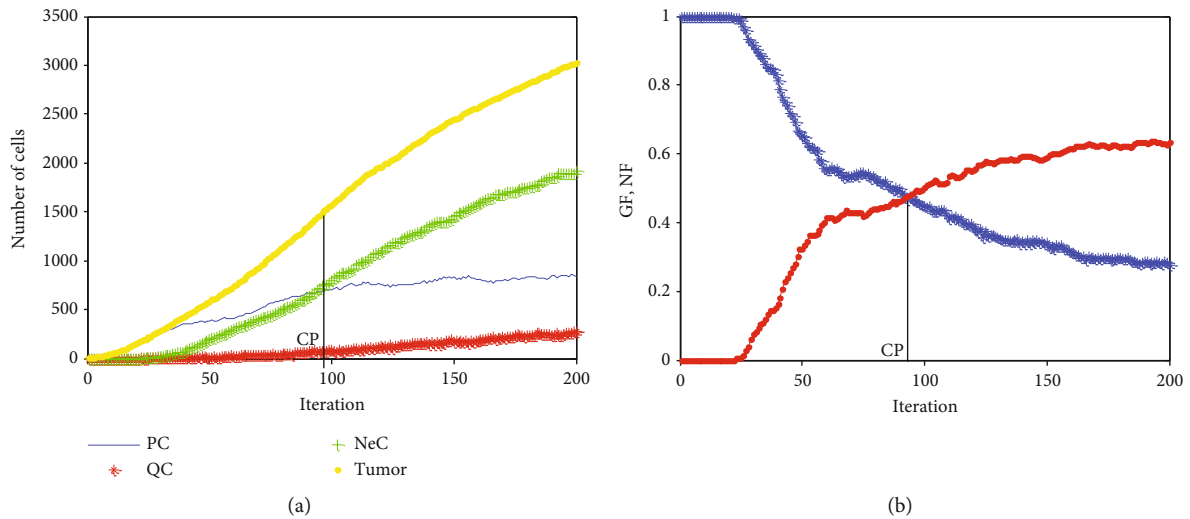 3500
3000
2500
2000
1500
1000
500
0
Number of cells
CP
0 50 100 150 200
Iteration
PC
NeC
QC
Tumor
(a)
1
0.8
0.6
0.4
0.2
0
GF, NF
CP
0 50 100 150 200
Iteration
(b)